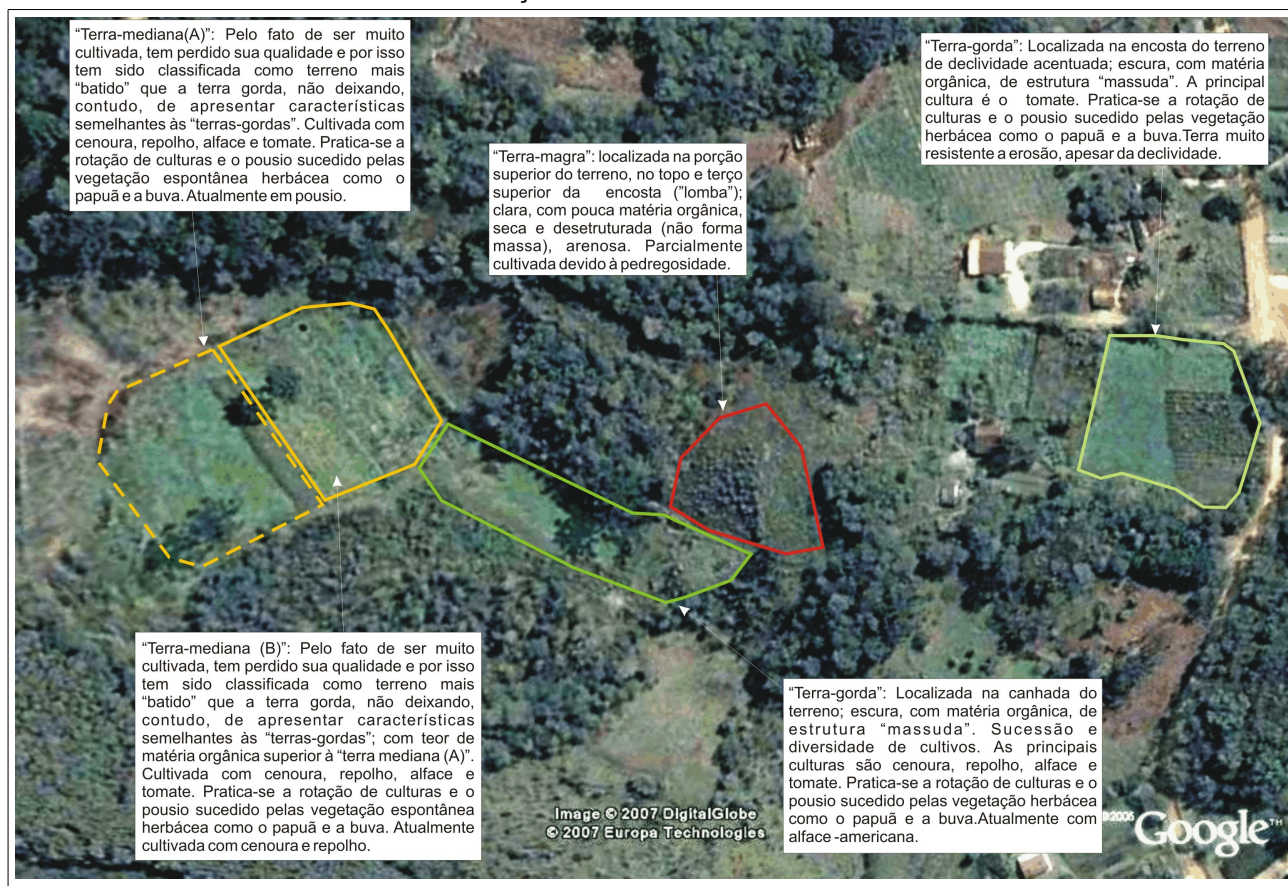 “Terra-mediana(A)”: Pelo fato de ser muito
cultivada, tem perdido sua qualidade e por isso
tem sido classificada como terreno mais
“batido” que a terra gorda, não deixando,
contudo, de apresentar características
semelhantes às “terras-gordas”. Cultivada com
cenoura, repolho, alface e tomate. Pratica-se a
rotação de culturas e o pousio sucedido pelas
vegetação espontânea herbácea como o
papuã e a buva. Atualmente em pousio.
“Terra-magra”: localizada na porção
superior do terreno, no topo e terço
superior da encosta (”lomba”);
clara, com pouca matéria orgânica,
seca e desetruturada (não forma
massa), arenosa. Parcialmente
cultivada devido à pedregosidade.
“Terra-gorda”: Localizada na encosta do terreno
de declividade acentuada; escura, com matéria
orgânica, de estrutura “massuda”. A principal
cultura é o tomate. Pratica-se a rotação de
culturas e o pousio sucedido pelas vegetação
herbácea como o papuã e a buva.Terra muito
resistente a erosão, apesar da declividade.
“Terra-mediana (B)”: Pelo fato de ser muito
cultivada, tem perdido sua qualidade e por isso
tem sido classificada como terreno mais
“batido” que a terra gorda, não deixando,
contudo, de apresentar características
semelhantes às “terras-gordas”; com teor de
matéria orgânica superior à “terra mediana (A)”.
Cultivada com cenoura, repolho, alface e
tomate. Pratica-se a rotação de culturas e o
pousio sucedido pelas vegetação espontânea
herbácea como o papuã e a buva. Atualmente
cultivada com cenoura e repolho.
“Terra-gorda”: Localizada na canhada do
terreno; escura, com matéria orgânica, de
estrutura “massuda”. Sucessão e
diversidade de cultivos. As principais
culturas são cenoura, repolho, alface e
tomate. Pratica-se a rotação de culturas e o
pousio sucedido pelas vegetação herbácea
como o papuã e a buva.Atualmente com
alface -americana.
Image © 2007 DigitalGlobe
© 2007 Europa Technologies
Google™